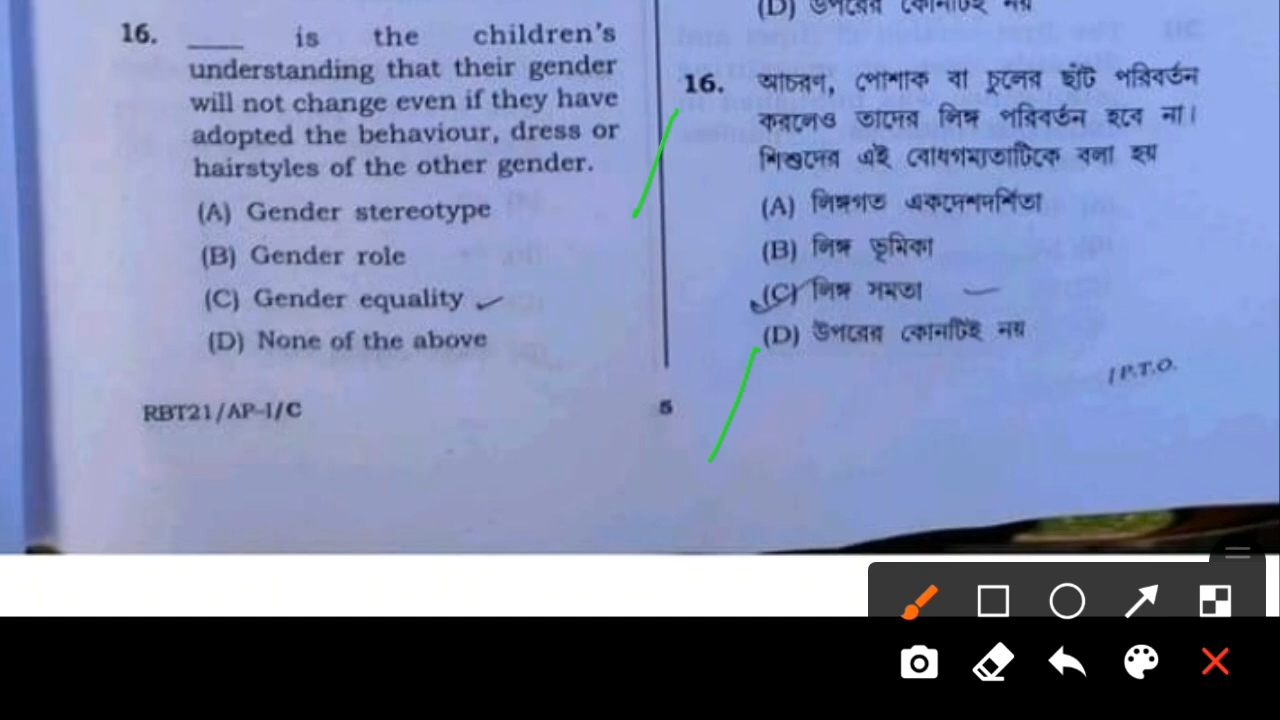 16. ____ is the children's
understanding that their gender
will not change even if they have
adopted the behaviour, dress or
hairstyles of the other gender.
(A) Gender stereotype
(B) Gender role
(C) Gender equality
(D) None of the above
RBT21/AP-I/C
5
(D) উপরের কোনটিই নয়
16. আচরণ, পোশাক বা চুলের ছাঁট পরিবর্তন
করলেও তাদের লিঙ্গ পরিবর্তন হবে না।
শিশুদের এই বোধগম্যতাটিকে বলা হয়
(A) লিঙ্গগত একদেশদর্শিতা
(B) লিঙ্গ ভূমিকা
(C) লিঙ্গ সমতা
(D) উপরের কোনটিই নয়
/P.T.O.